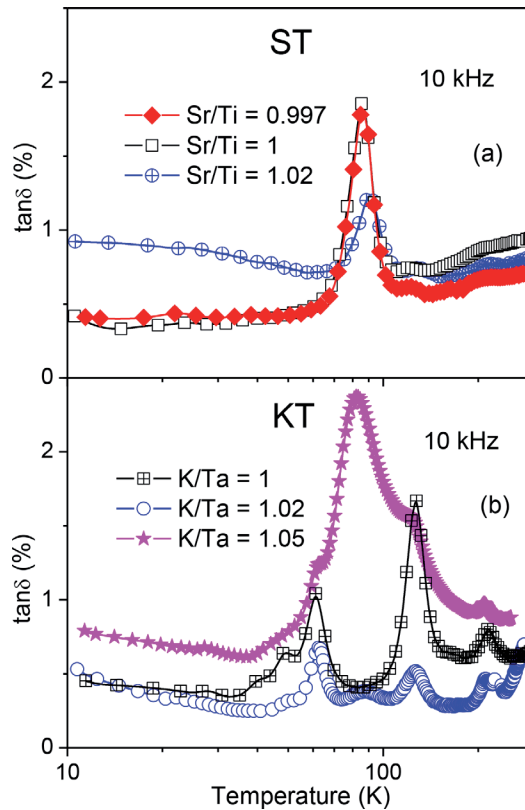 ST
10 kHz
Sr/Ti = 0.997
Sr/Ti = 1
Sr/Ti = 1.02
(a)
tanδ (%)
2
1
0
KT
10 kHz
K/Ta = 1
K/Ta = 1.02
K/Ta = 1.05
(b)
tanδ (%)
2
1
0
10
100
Temperature (K)